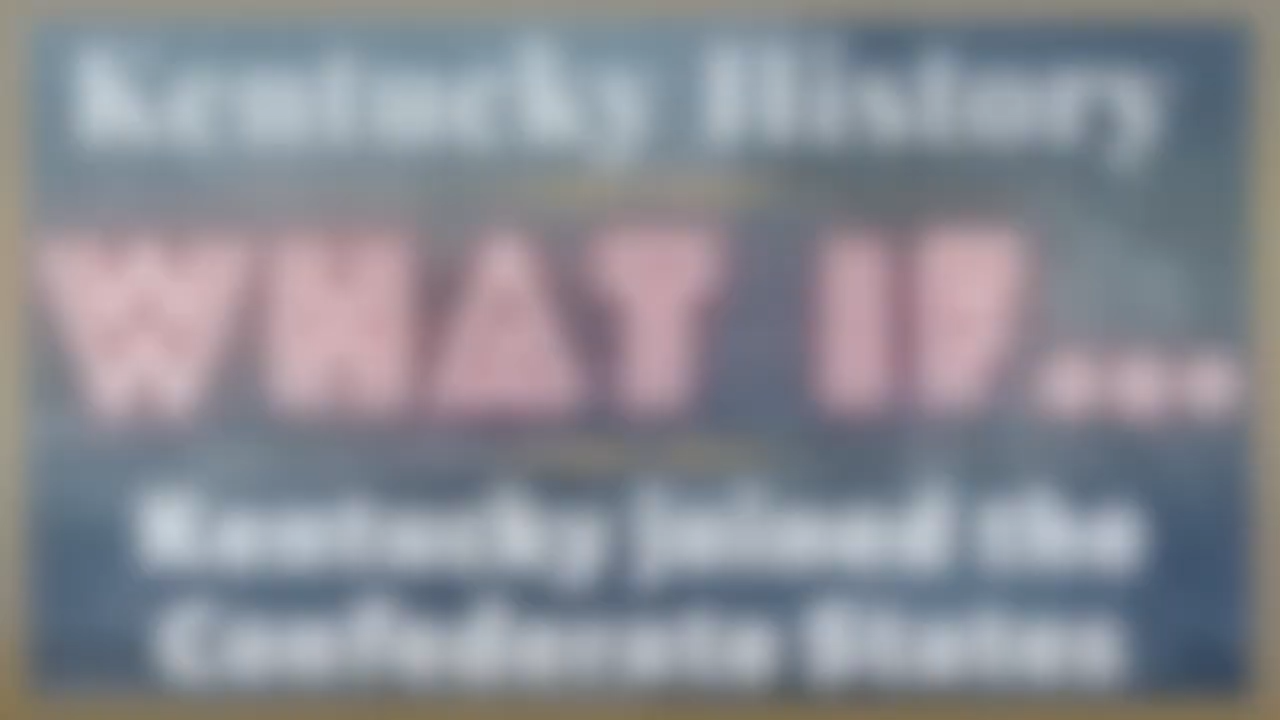 Kentucky History
WHAT IF...
Kentucky joined the
Confederate States